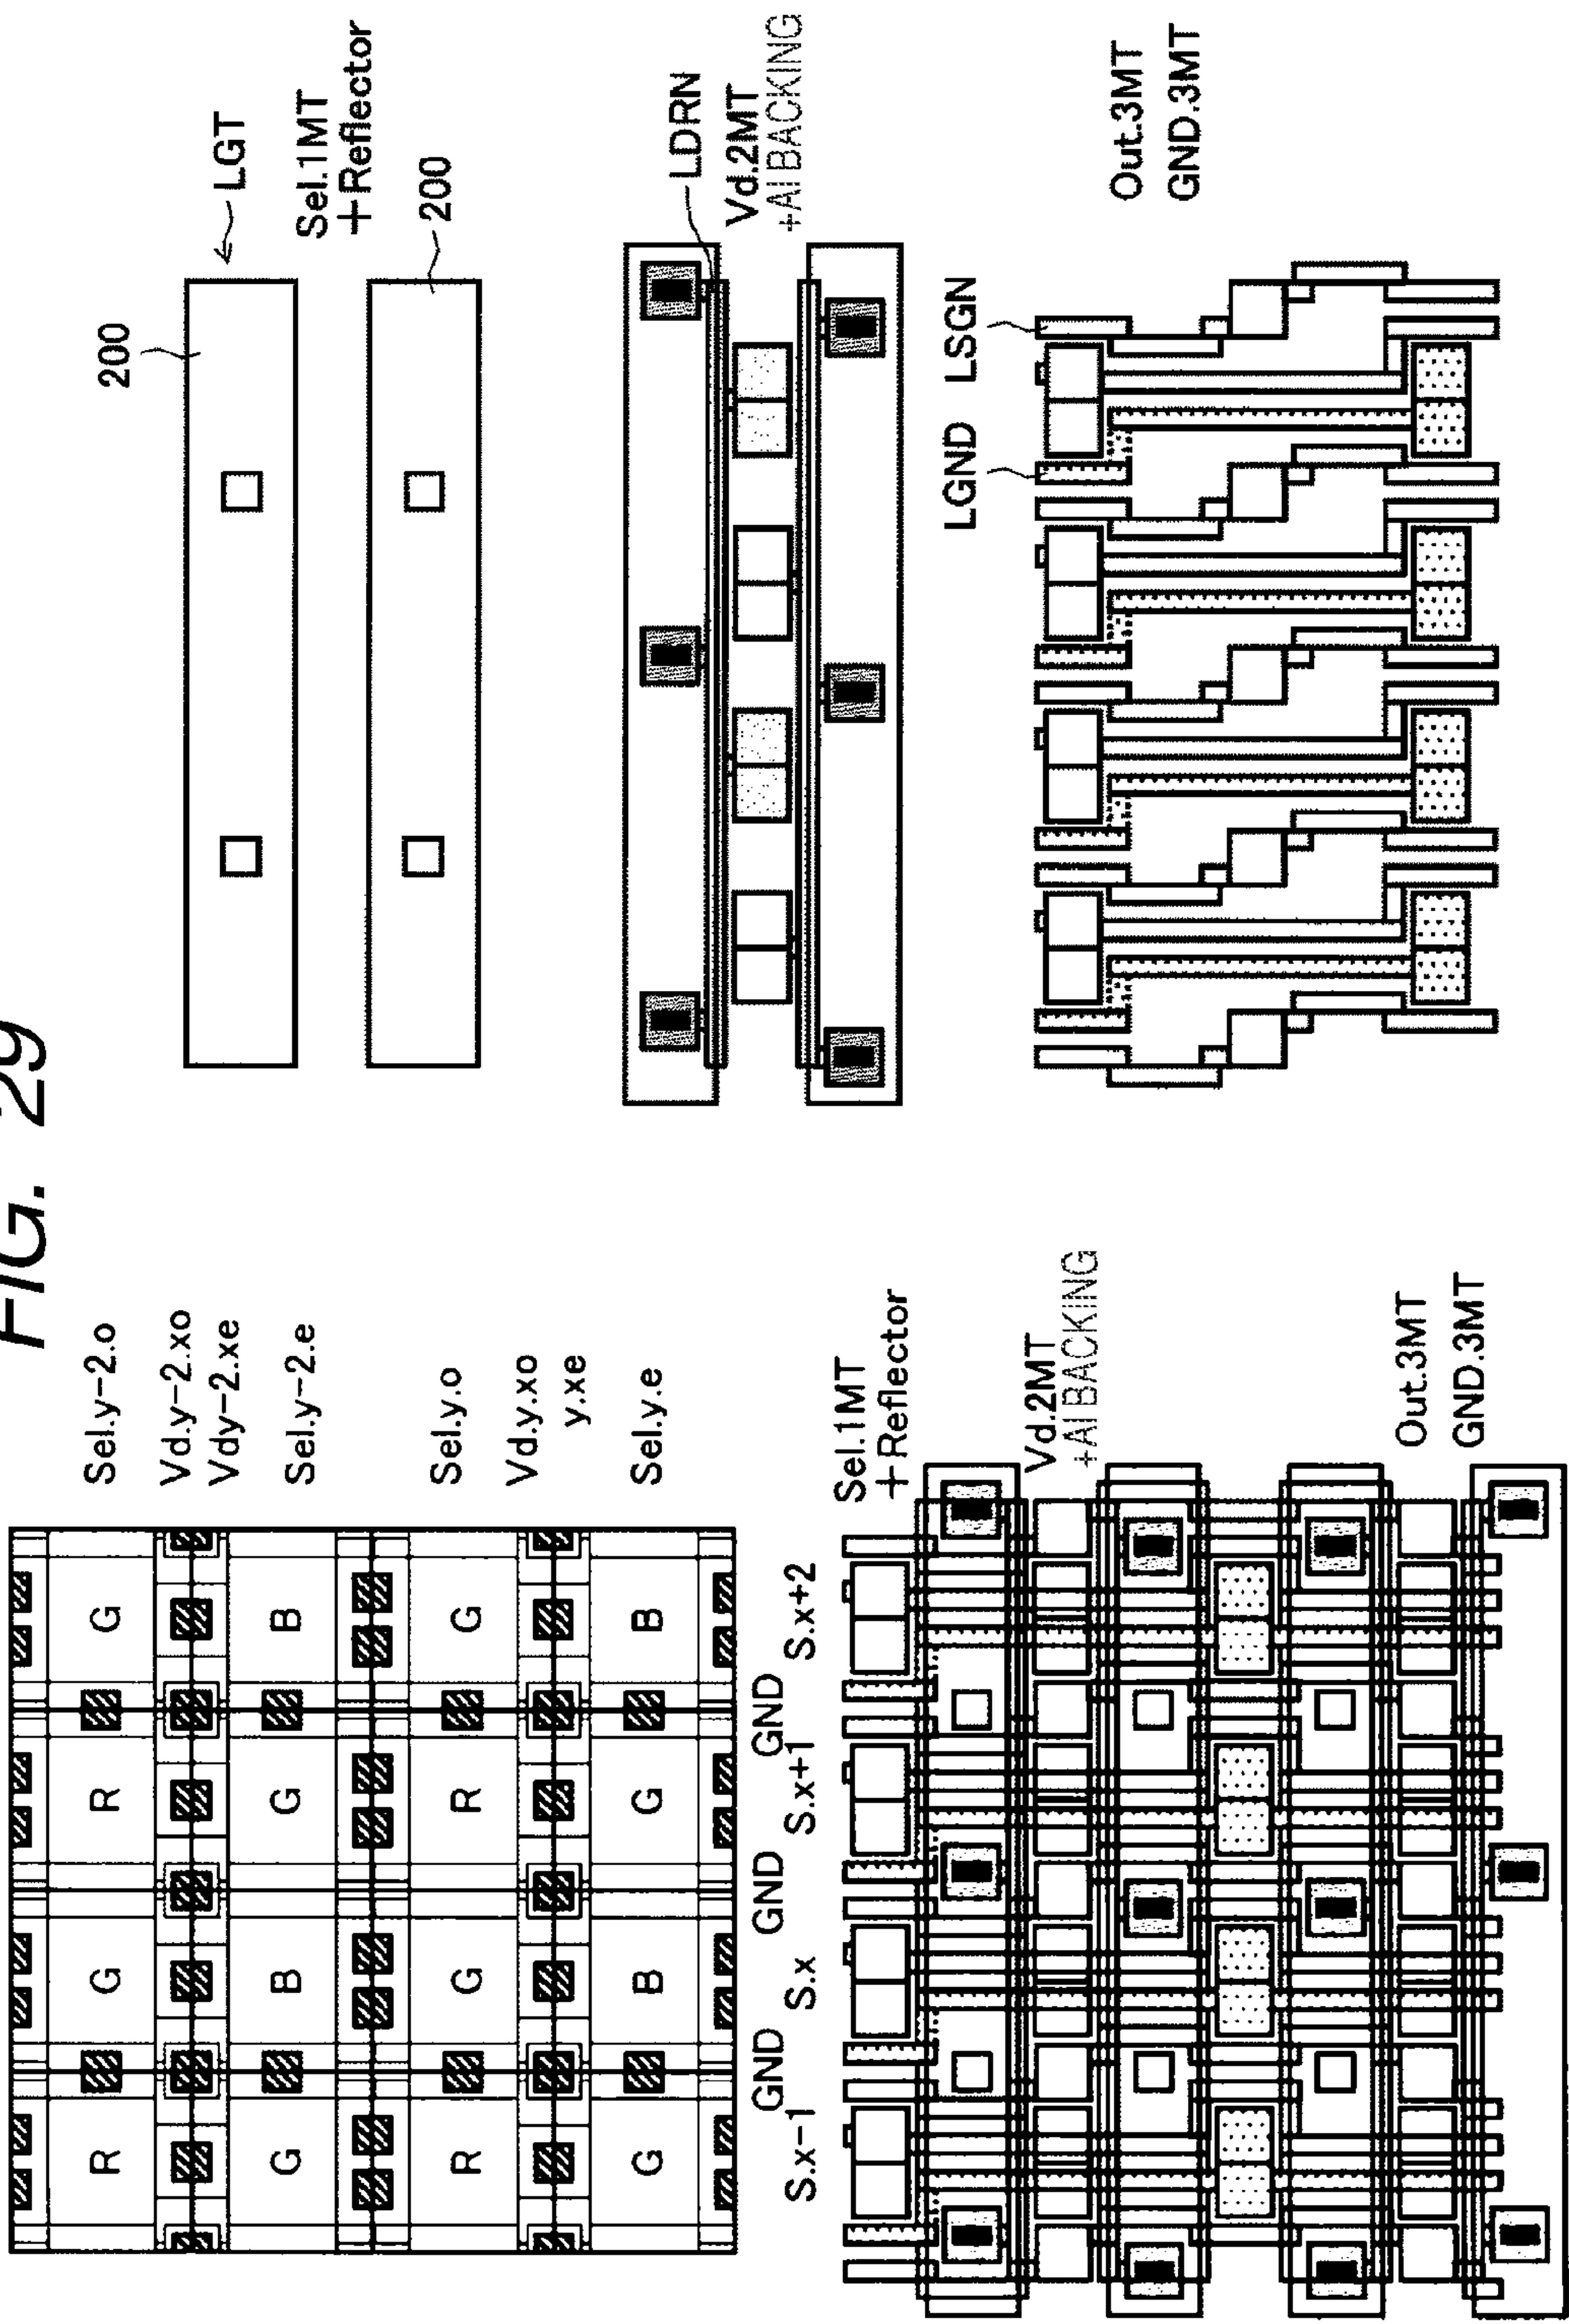 FIG. 29
Sel.y-2.o
Vd.y-2.xo
Vdy-2.xe
Sel.y-2.e
Sel.y.o
Vd.y.xo
y.xe
Sel.y.e
R G R G
G B G B
R G R G
G B G B
S.x-1 GND S.x GND S.x+1 GND S.x+2
Sel.1MT
+Reflector
Vd.2MT
+Al BACKING
Out.3MT
GND.3MT
200
LGT
Sel.1MT
+Reflector
200
LDRN
Vd.2MT
+Al BACKING
LGND LSGN
Out.3MT
GND.3MT